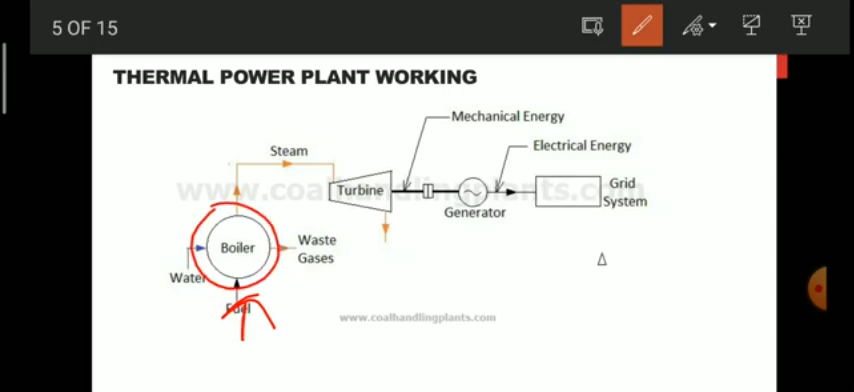 5 OF 15
THERMAL POWER PLANT WORKING
Mechanical Energy
Steam
Electrical Energy
www.coalhandlingplants.com
Turbine
Grid
System
Generator
Boiler
Waste
Gases
Water
Fuel
www.coalhandlingplants.com